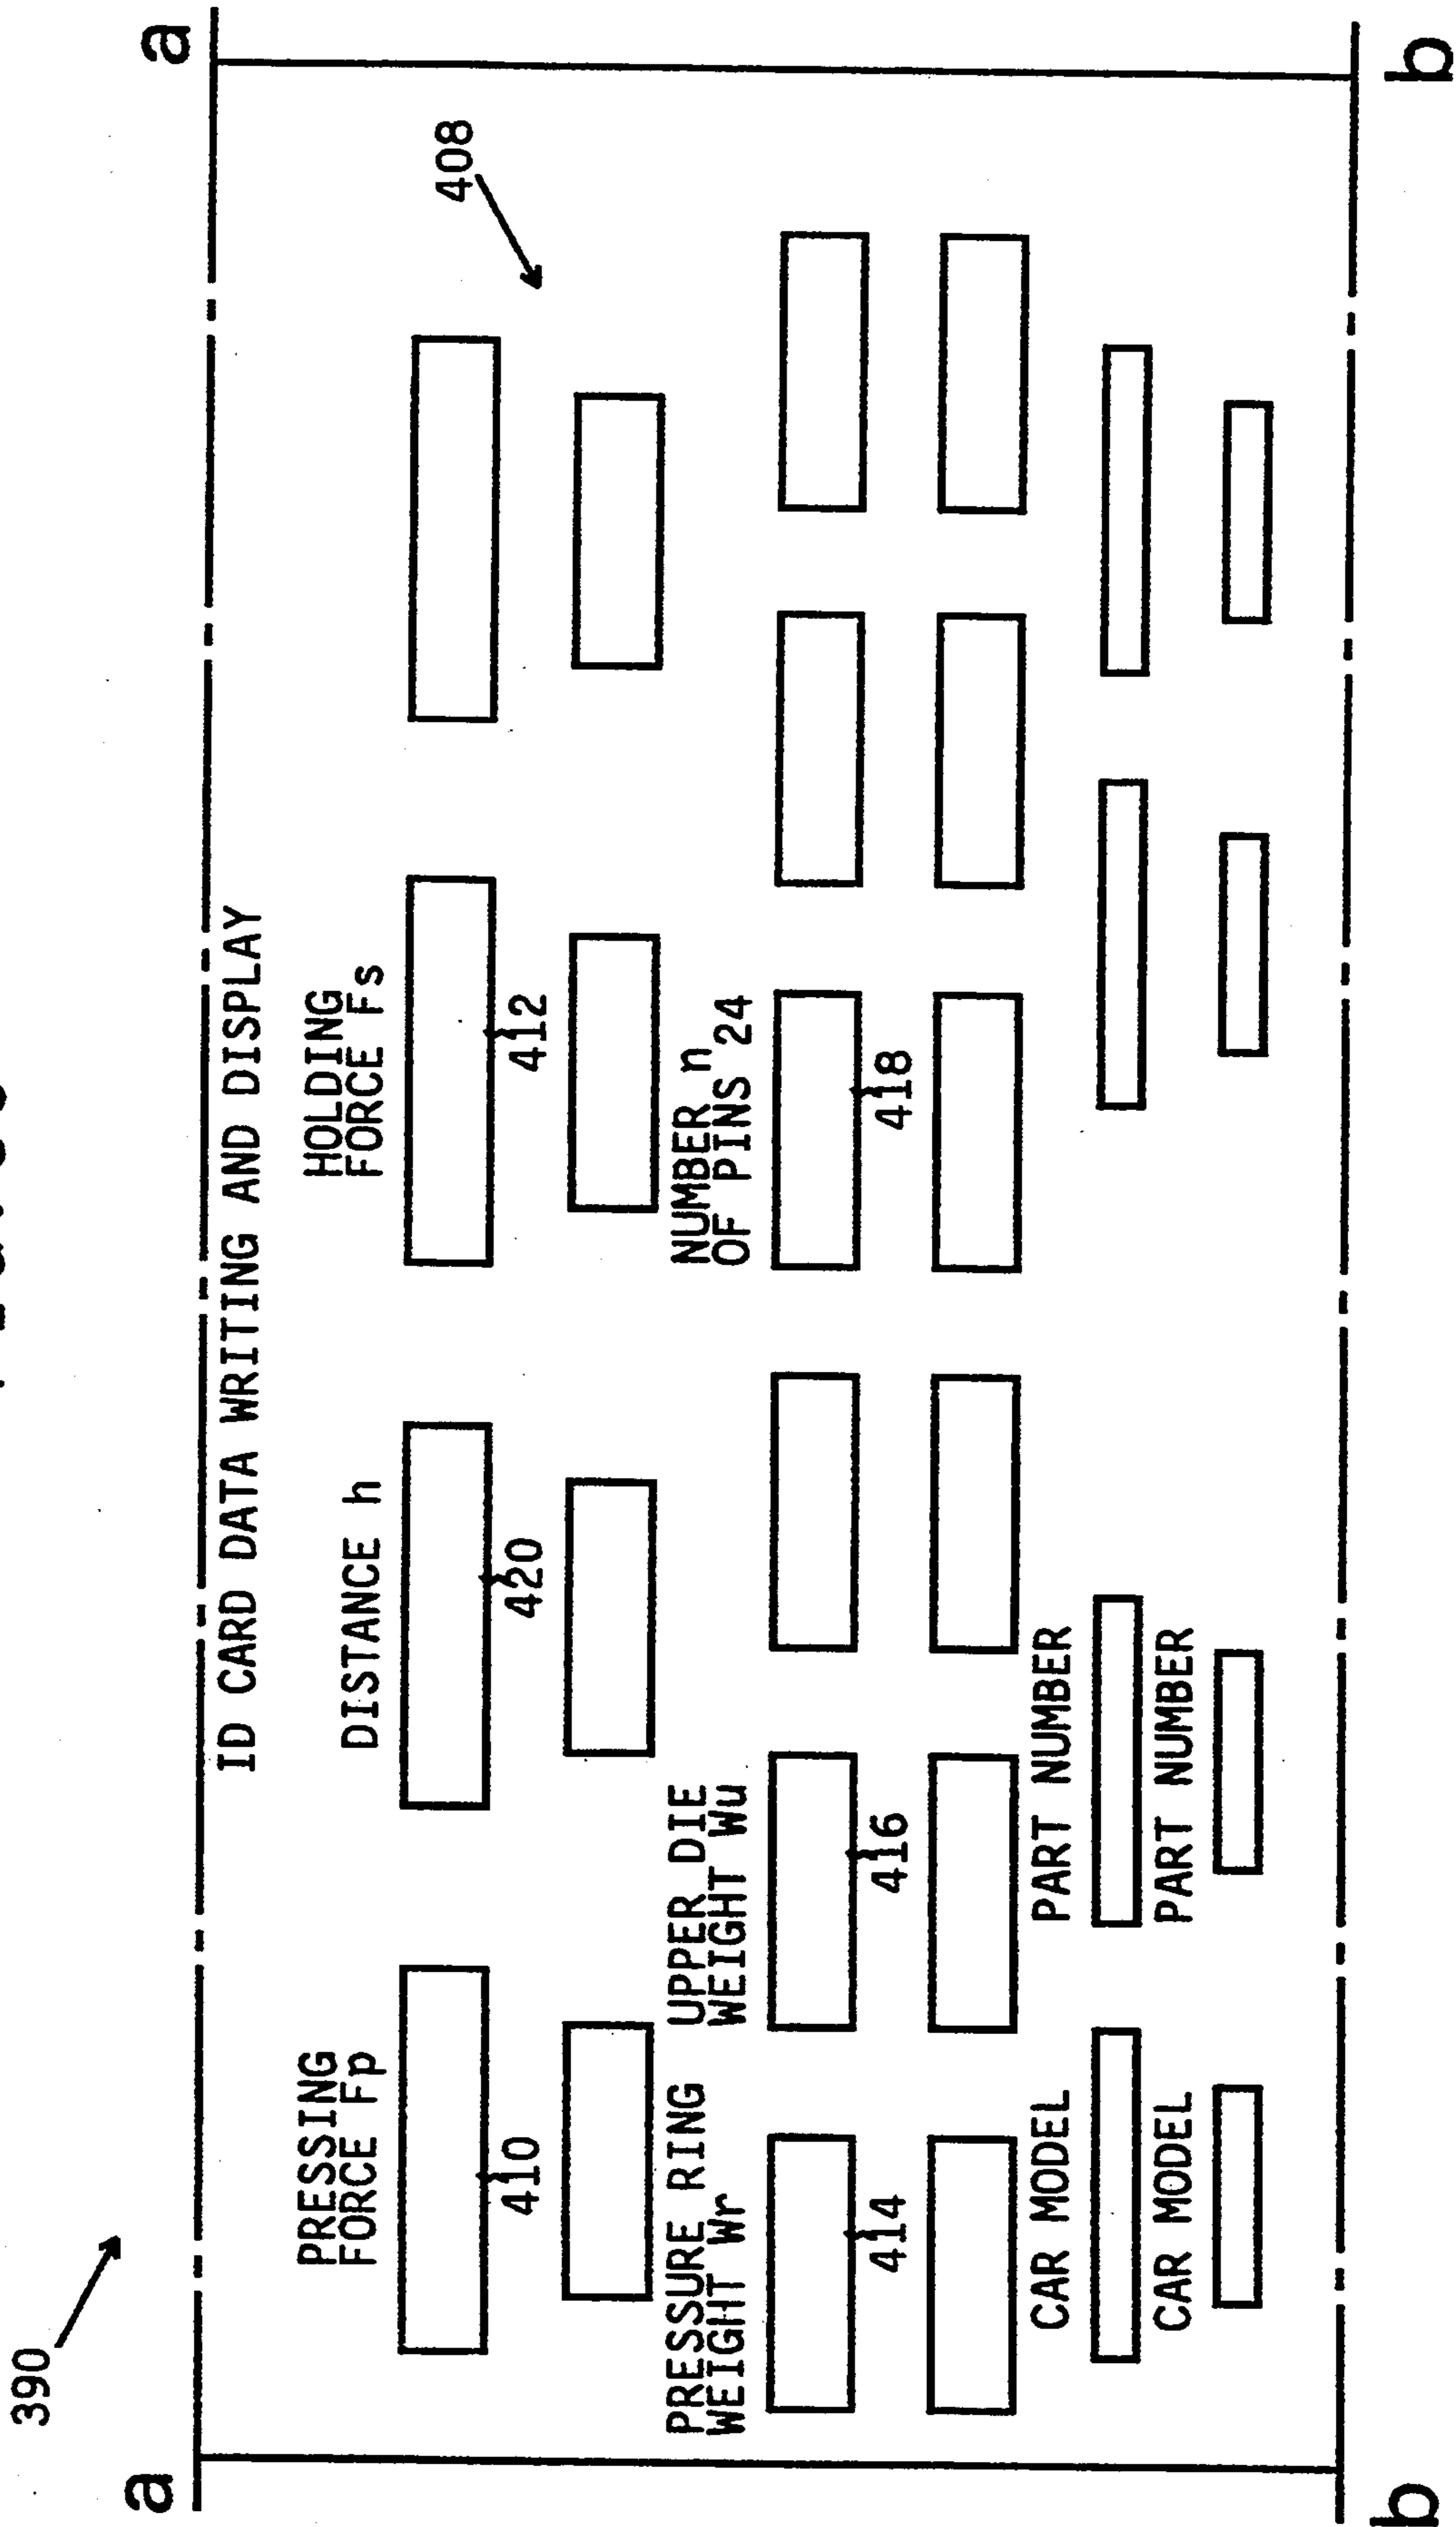 390
a
a
ID CARD DATA WRITING AND DISPLAY
408
PRESSING
FORCE Fp
DISTANCE h
HOLDING
FORCE Fs
410
420
412
PRESSURE RING
WEIGHT Wr
UPPER DIE
WEIGHT Wu
NUMBER n
OF PINS 24
414
416
418
CAR MODEL
PART NUMBER
CAR MODEL
PART NUMBER
b
b